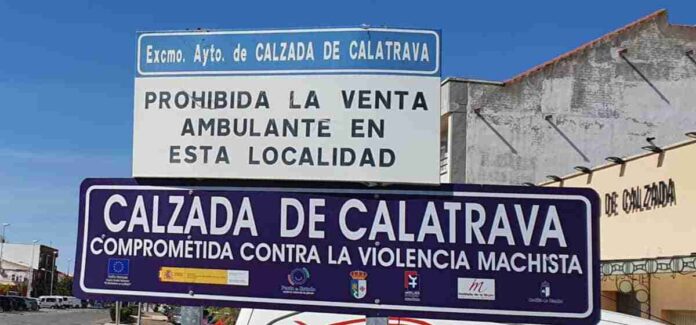 Excmo. Ayto. de CALZADA DE CALATRAVA
PROHIBIDA LA VENTA
AMBULANTE EN
ESTA LOCALIDAD
CALZADA DE CALATRAVA
COMPROMÉTIDA CONTRA LA VIOLENCIA MACHISTA
DE CALZADA